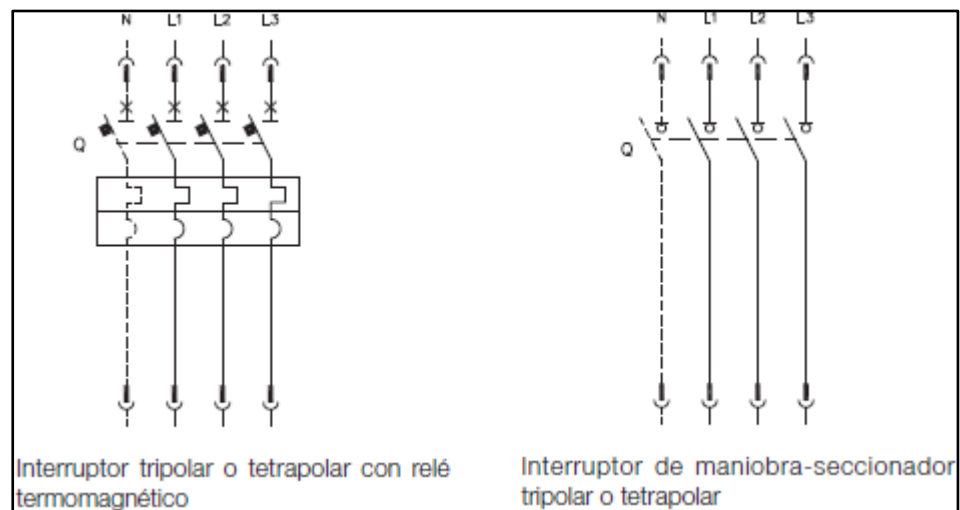 N L1 L2 L3
Q
Interruptor tripolar o tetrapolar con relé
termomagnético
N L1 L2 L3
Q
Interruptor de maniobra-seccionador
tripolar o tetrapolar